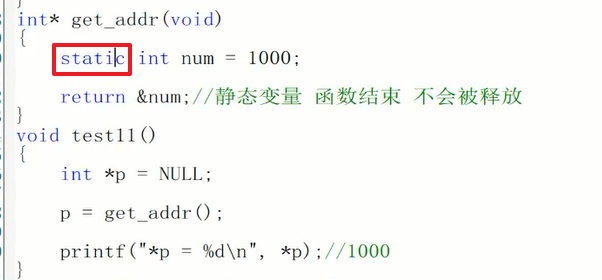 int* get_addr(void)
{
static int num = 1000;
return &num;//静态变量 函数结束 不会被释放
}
void test11()
{
int *p = NULL;
p = get_addr();
printf("*p = %d\n", *p);//1000
}